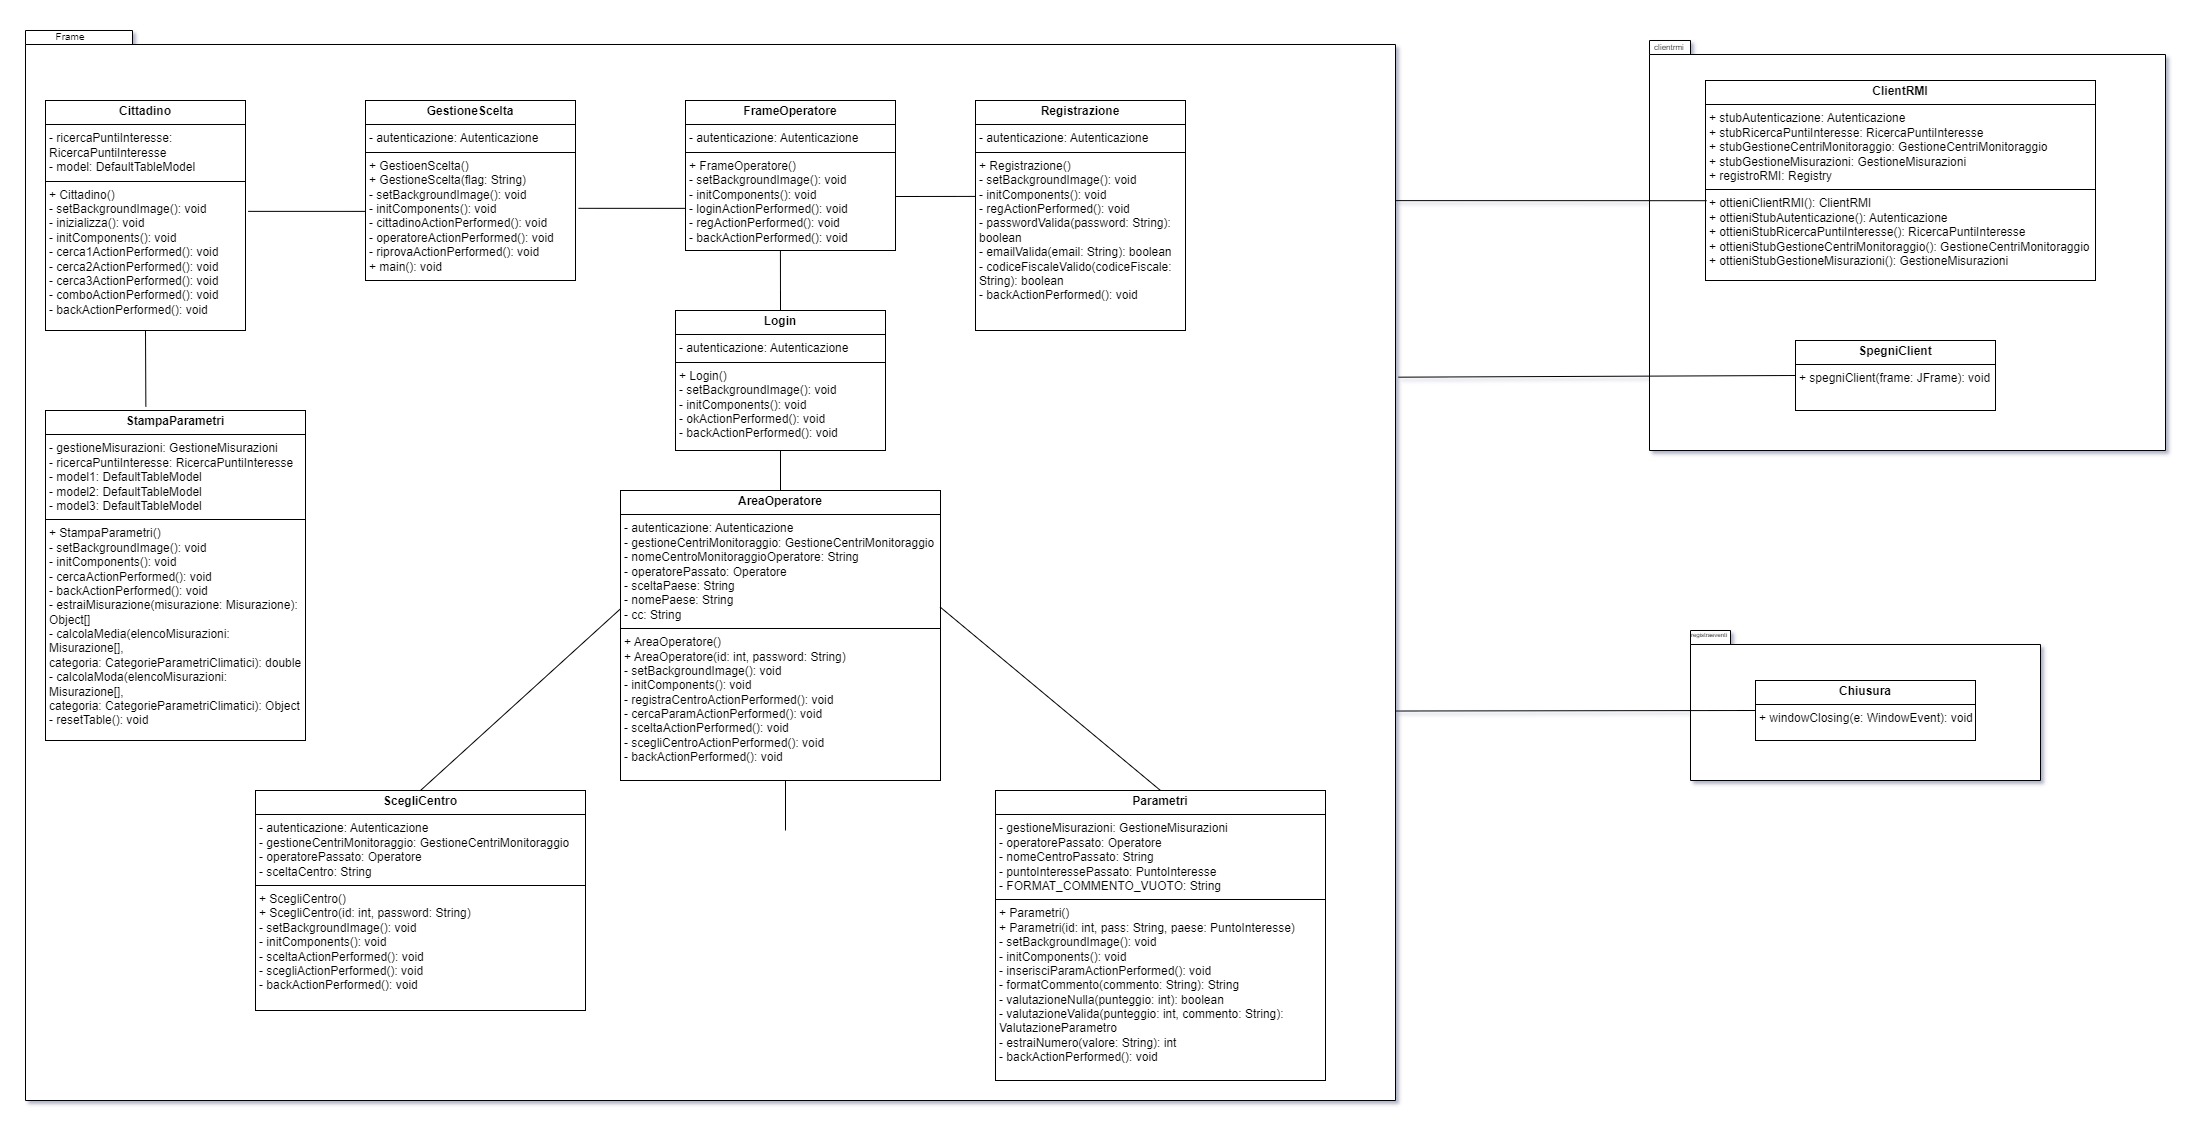 Frame
Cittadino
- ricercaPuntiInteresse:
RicercaPuntiInteresse
- model: DefaultTableModel
+ Cittadino()
- setBackgroundImage(): void
- inizializza(): void
- initComponents(): void
- cerca1ActionPerformed(): void
- cerca2ActionPerformed(): void
- cerca3ActionPerformed(): void
- comboActionPerformed(): void
- backActionPerformed(): void
GestioneScelta
- autenticazione: Autenticazione
+ GestioenScelta()
+ GestioneScelta(flag: String)
- setBackgroundImage(): void
- initComponents(): void
- cittadinoActionPerformed(): void
- operatoreActionPerformed(): void
- riprovaActionPerformed(): void
+ main(): void
FrameOperatore
- autenticazione: Autenticazione
+ FrameOperatore()
- setBackgroundImage(): void
- initComponents(): void
- loginActionPerformed(): void
- regActionPerformed(): void
- backActionPerformed(): void
Registrazione
- autenticazione: Autenticazione
+ Registrazione()
- setBackgroundImage(): void
- initComponents(): void
- regActionPerformed(): void
- passwordValida(password: String):
boolean
- emailValida(email: String): boolean
- codiceFiscaleValido(codiceFiscale:
String): boolean
- backActionPerformed(): void
Login
- autenticazione: Autenticazione
+ Login()
- setBackgroundImage(): void
- initComponents(): void
- okActionPerformed(): void
- backActionPerformed(): void
StampaParametri
- gestioneMisurazioni: GestioneMisurazioni
- ricercaPuntiInteresse: RicercaPuntiInteresse
- model1: DefaultTableModel
- model2: DefaultTableModel
- model3: DefaultTableModel
+ StampaParametri()
- setBackgroundImage(): void
- initComponents(): void
- cercaActionPerformed(): void
- backActionPerformed(): void
- estraiMisurazione(misurazione: Misurazione):
Object[]
- calcolaMedia(elencoMisurazioni:
Misurazione[],
categoria: CategorieParametriClimatici): double
- calcolaModa(elencoMisurazioni:
Misurazione[],
categoria: CategorieParametriClimatici): Object
- resetTable(): void
AreaOperatore
- autenticazione: Autenticazione
- gestioneCentriMonitoraggio: GestioneCentriMonitoraggio
- nomeCentroMonitoraggioOperatore: String
- operatorePassato: Operatore
- sceltaPaese: String
- nomePaese: String
- cc: String
+ AreaOperatore()
+ AreaOperatore(id: int, password: String)
- setBackgroundImage(): void
- initComponents(): void
- registraCentroActionPerformed(): void
- cercaParamActionPerformed(): void
- sceltaActionPerformed(): void
- scegliCentroActionPerformed(): void
- backActionPerformed(): void
ScegliCentro
- autenticazione: Autenticazione
- gestioneCentriMonitoraggio: GestioneCentriMonitoraggio
- operatorePassato: Operatore
- sceltaCentro: String
+ ScegliCentro()
+ ScegliCentro(id: int, password: String)
- setBackgroundImage(): void
- initComponents(): void
- sceltaActionPerformed(): void
- scegliActionPerformed(): void
- backActionPerformed(): void
Parametri
- gestioneMisurazioni: GestioneMisurazioni
- operatorePassato: Operatore
- nomeCentroPassato: String
- puntoInteressePassato: PuntoInteresse
- FORMAT_COMMENTO_VUOTO: String
+ Parametri()
+ Parametri(id: int, pass: String, paese: PuntoInteresse)
- setBackgroundImage(): void
- initComponents(): void
- inserisciParamActionPerformed(): void
- formatCommento(commento: String): String
- valutazioneNulla(punteggio: int): boolean
- valutazioneValida(punteggio: int, commento: String):
ValutazioneParametro
- estraiNumero(valore: String): int
- backActionPerformed(): void
clientrmi
ClientRMI
+ stubAutenticazione: Autenticazione
+ stubRicercaPuntiInteresse: RicercaPuntiInteresse
+ stubGestioneCentriMonitoraggio: GestioneCentriMonitoraggio
+ stubGestioneMisurazioni: GestioneMisurazioni
+ registroRMI: Registry
+ ottieniClientRMI(): ClientRMI
+ ottieniStubAutenticazione(): Autenticazione
+ ottieniStubRicercaPuntiInteresse(): RicercaPuntiInteresse
+ ottieniStubGestioneCentriMonitoraggio(): GestioneCentriMonitoraggio
+ ottieniStubGestioneMisurazioni(): GestioneMisurazioni
SpegniClient
+ spegniClient(frame: JFrame): void
Chiusura
+ windowClosing(e: WindowEvent): void